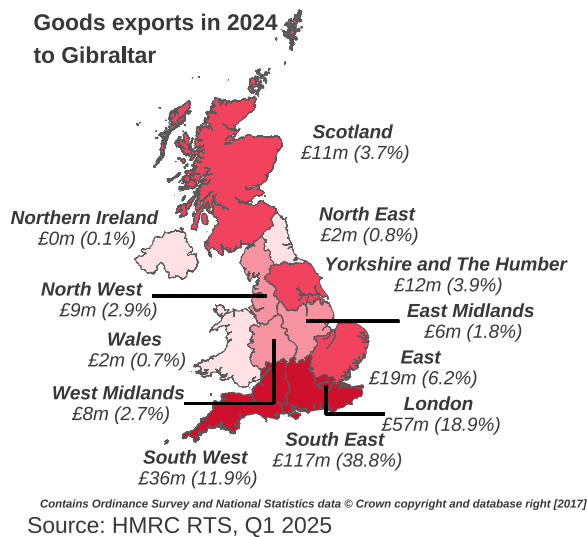 Goods exports in 2024
to Gibraltar
Scotland
£11m (3.7%)
Northern Ireland
£0m (0.1%)
North East
£2m (0.8%)
Yorkshire and The Humber
£12m (3.9%)
North West
£9m (2.9%)
East Midlands
£6m (1.8%)
Wales
£2m (0.7%)
East
£19m (6.2%)
West Midlands
£8m (2.7%)
London
£57m (18.9%)
South East
£117m (38.8%)
South West
£36m (11.9%)
Contains Ordinance Survey and National Statistics data © Crown copyright and database right [2017]
Source: HMRC RTS, Q1 2025